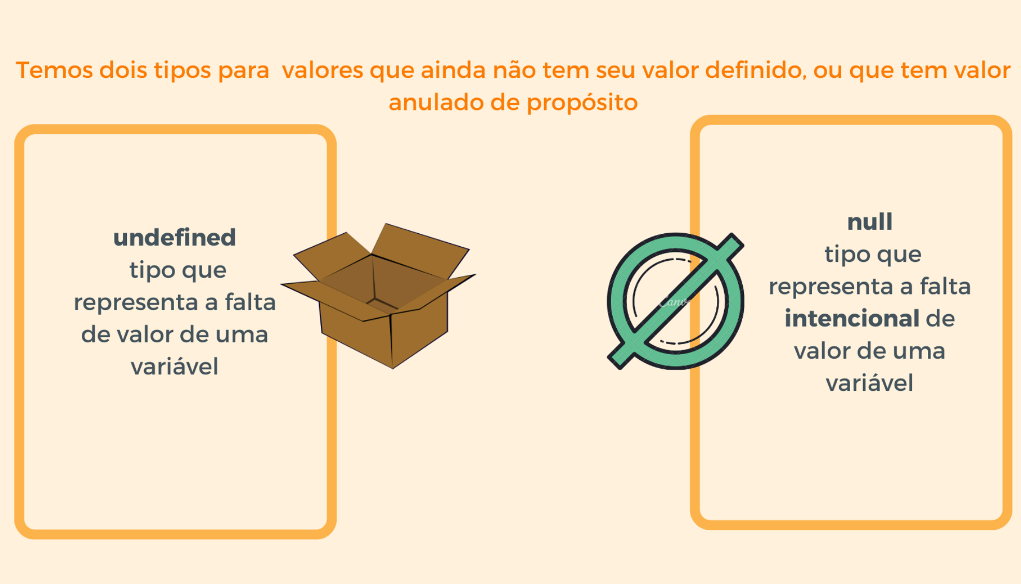 Temos dois tipos para  valores que ainda não tem seu valor definido, ou que tem valor
anulado de propósito
undefined
tipo que
representa a falta
de valor de uma
variável
null
tipo que
representa a falta
intencional de
valor de uma
variável